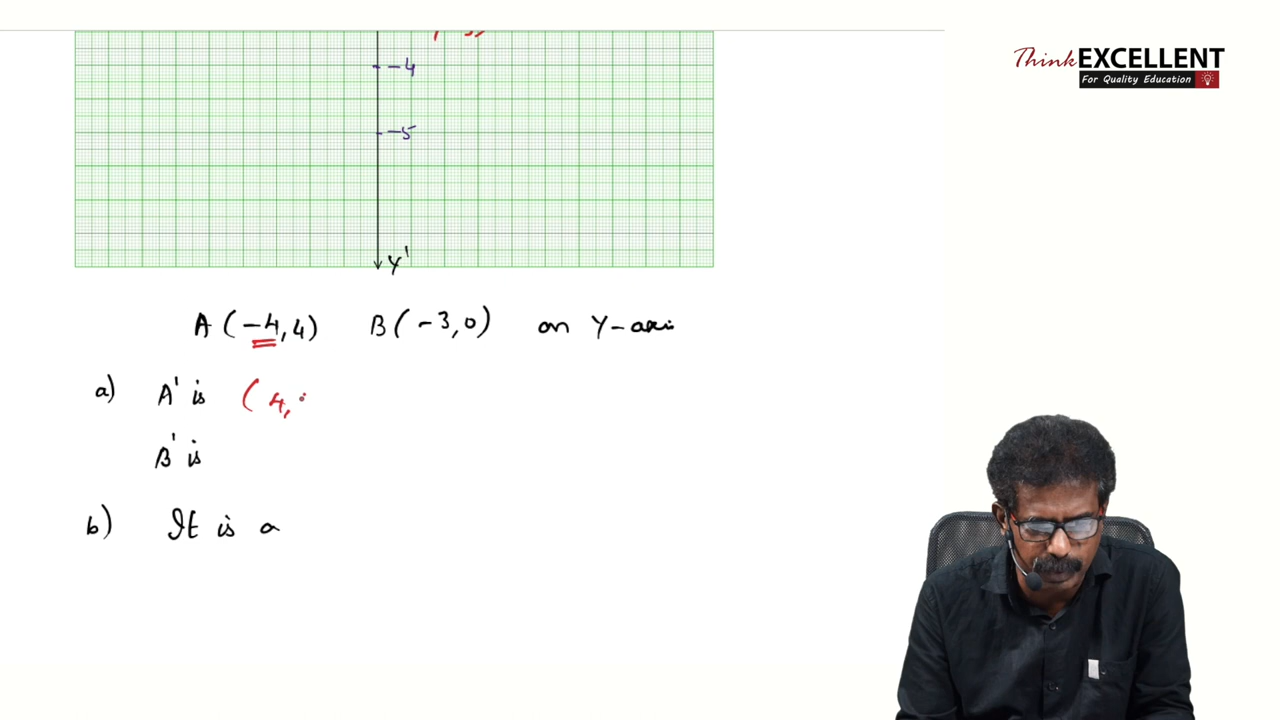 Think EXCELLENT
For Quality Education
-4
-5
Y'
A (-4, 4) B (-3, 0) on Y-axis
a) A' is (4,
B' is
b) It is a